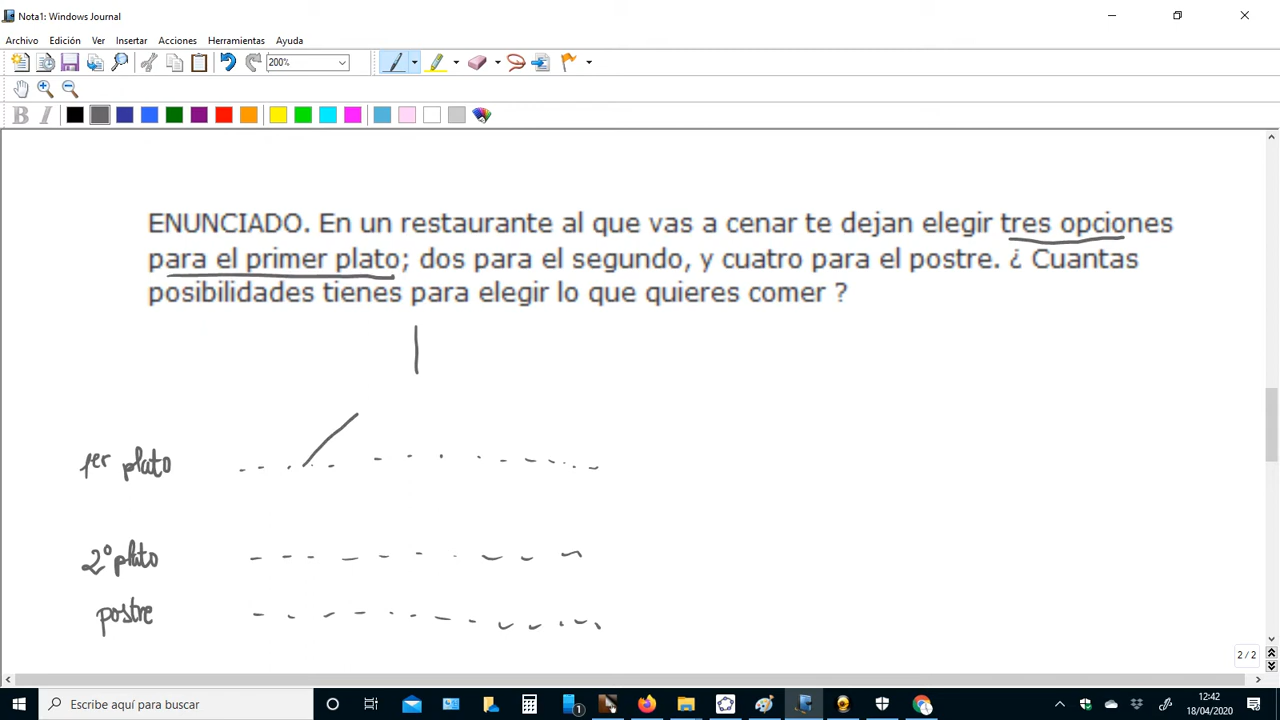 Nota1: Windows Journal
Archivo Edición Ver Insertar Acciones Herramientas Ayuda
200%
B I
ENUNCIADO. En un restaurante al que vas a cenar te dejan elegir tres opciones
para el primer plato; dos para el segundo, y cuatro para el postre. ¿ Cuantas
posibilidades tienes para elegir lo que quieres comer ?
1er plato
2º plato
postre
2 / 2
Escribe aquí para buscar
1
12:42
18/04/2020